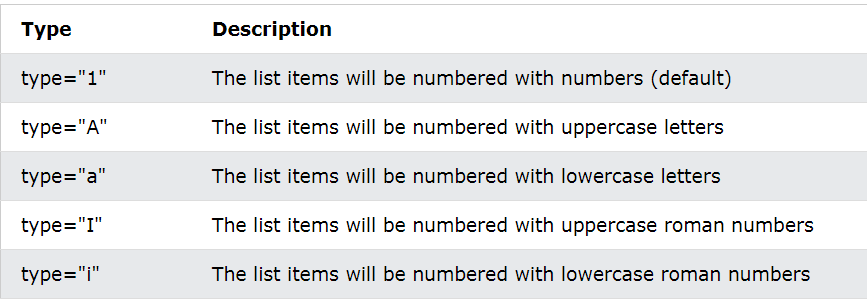 Type Description
type="1" The list items will be numbered with numbers (default)
type="A" The list items will be numbered with uppercase letters
type="a" The list items will be numbered with lowercase letters
type="I" The list items will be numbered with uppercase roman numbers
type="i" The list items will be numbered with lowercase roman numbers